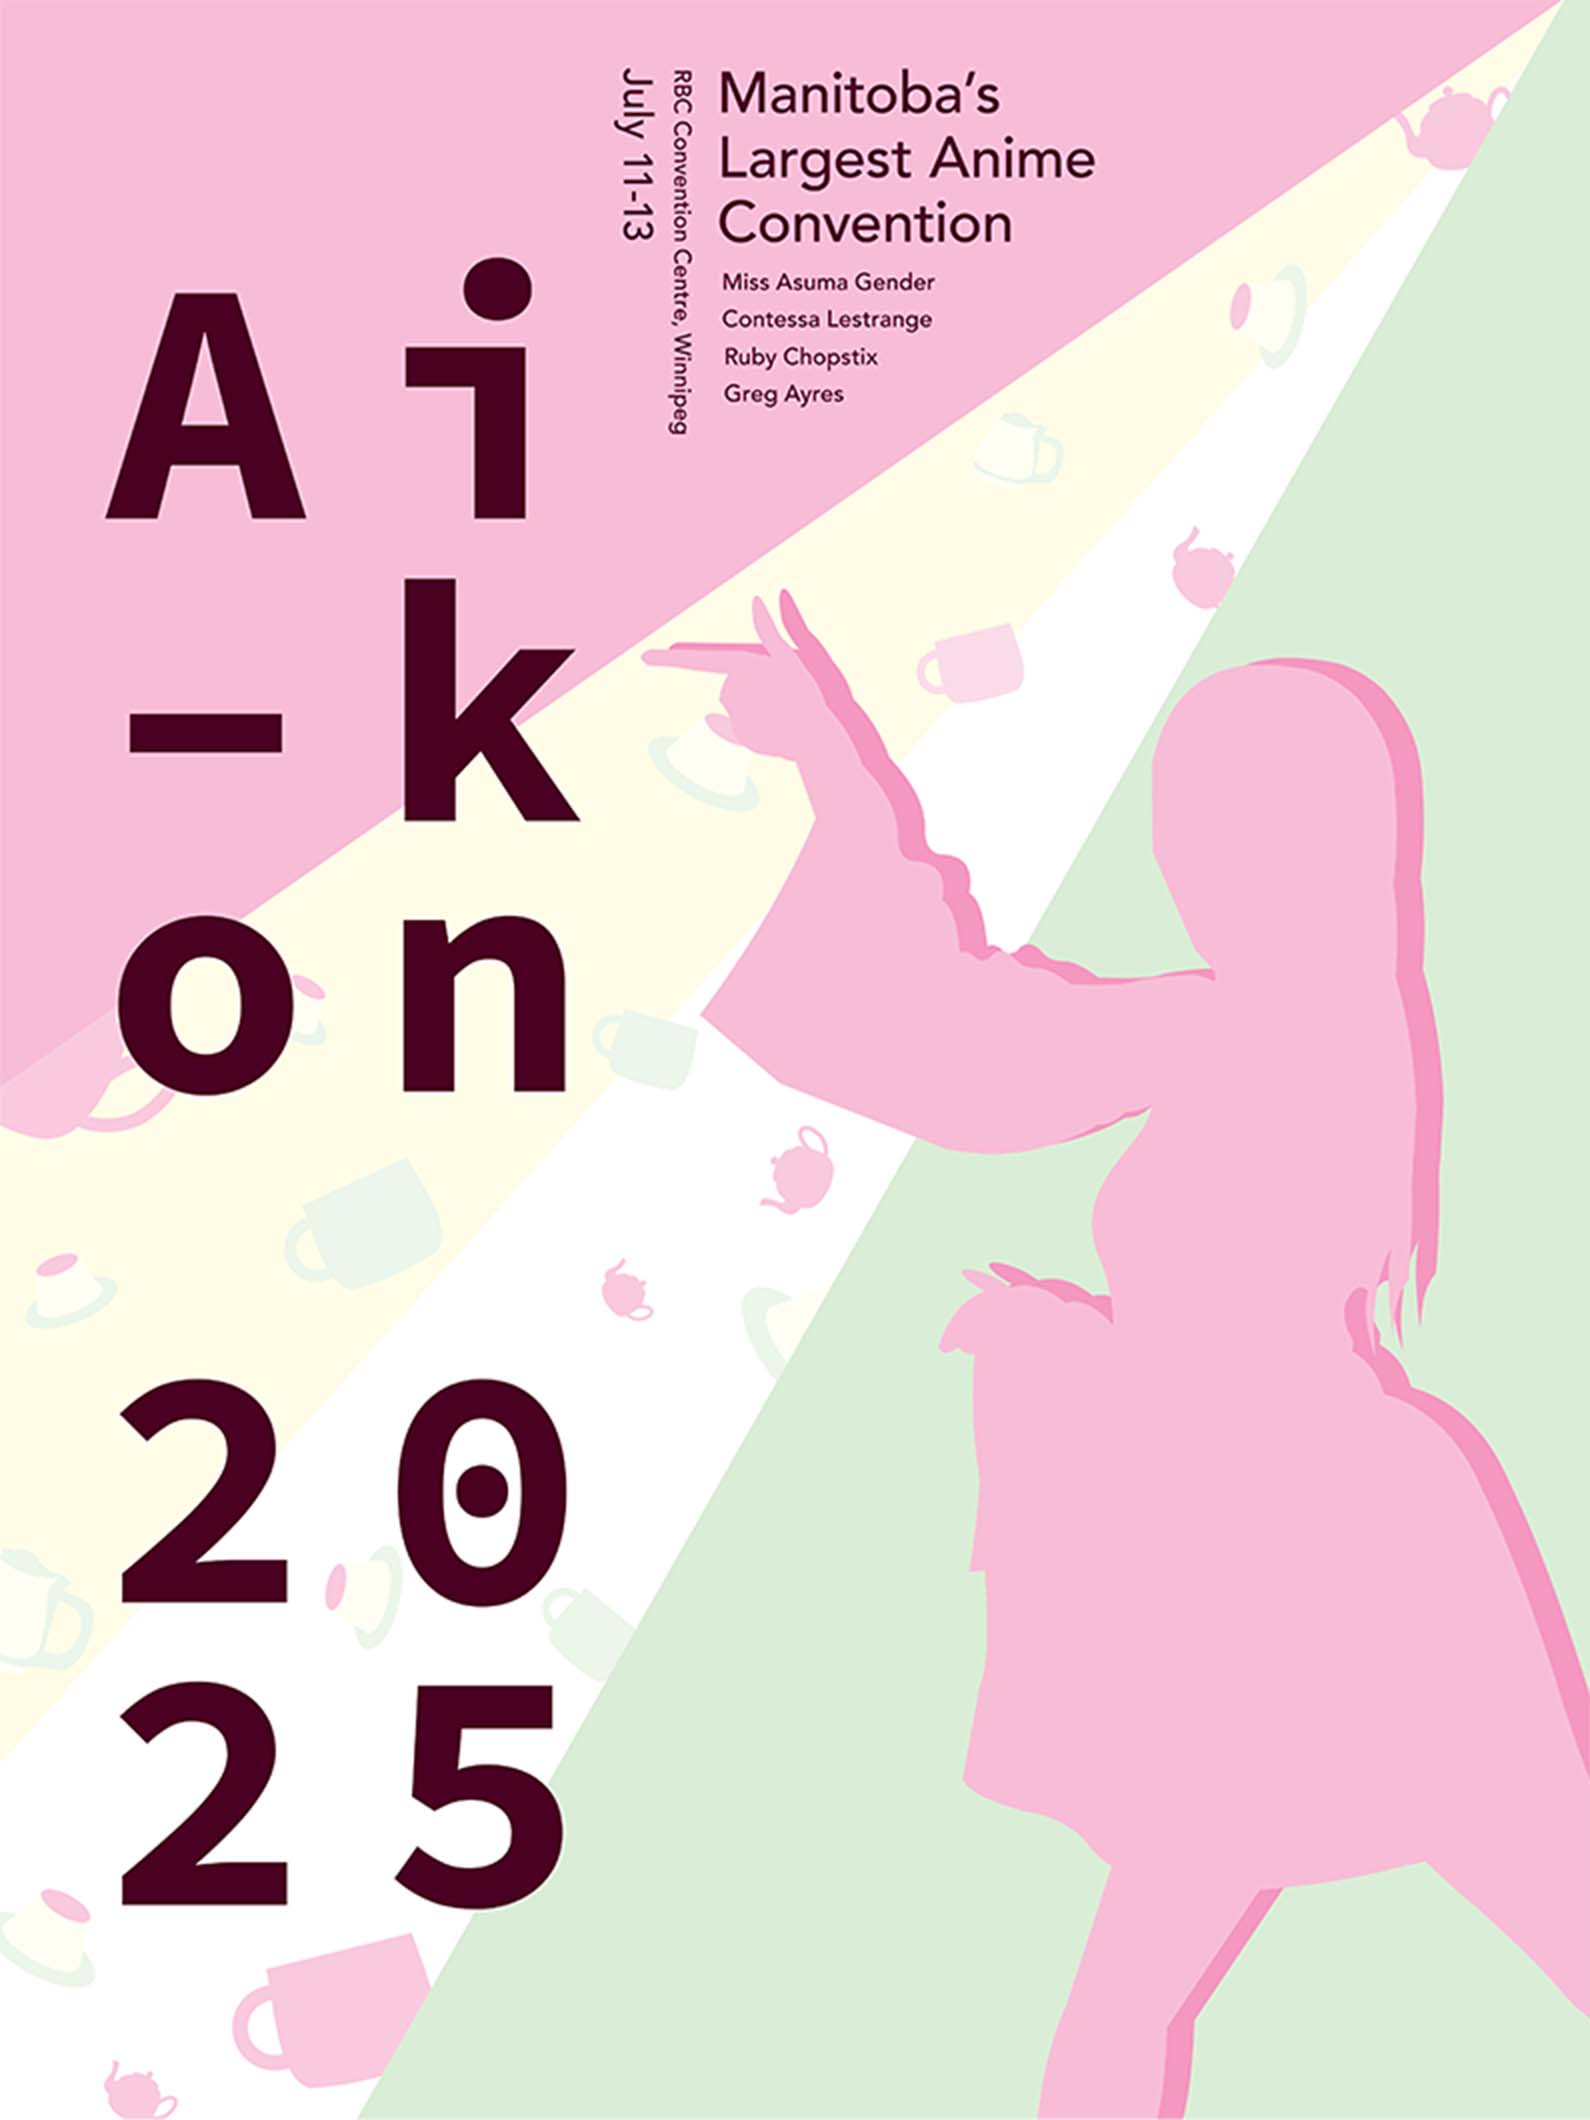 July 11-13
RBC Convention Centre, Winnipeg
Manitoba's
Largest Anime
Convention
Miss Asuma Gender
Contessa Lestrange
Ruby Chopstix
Greg Ayres
Ai
-k
on
20
25